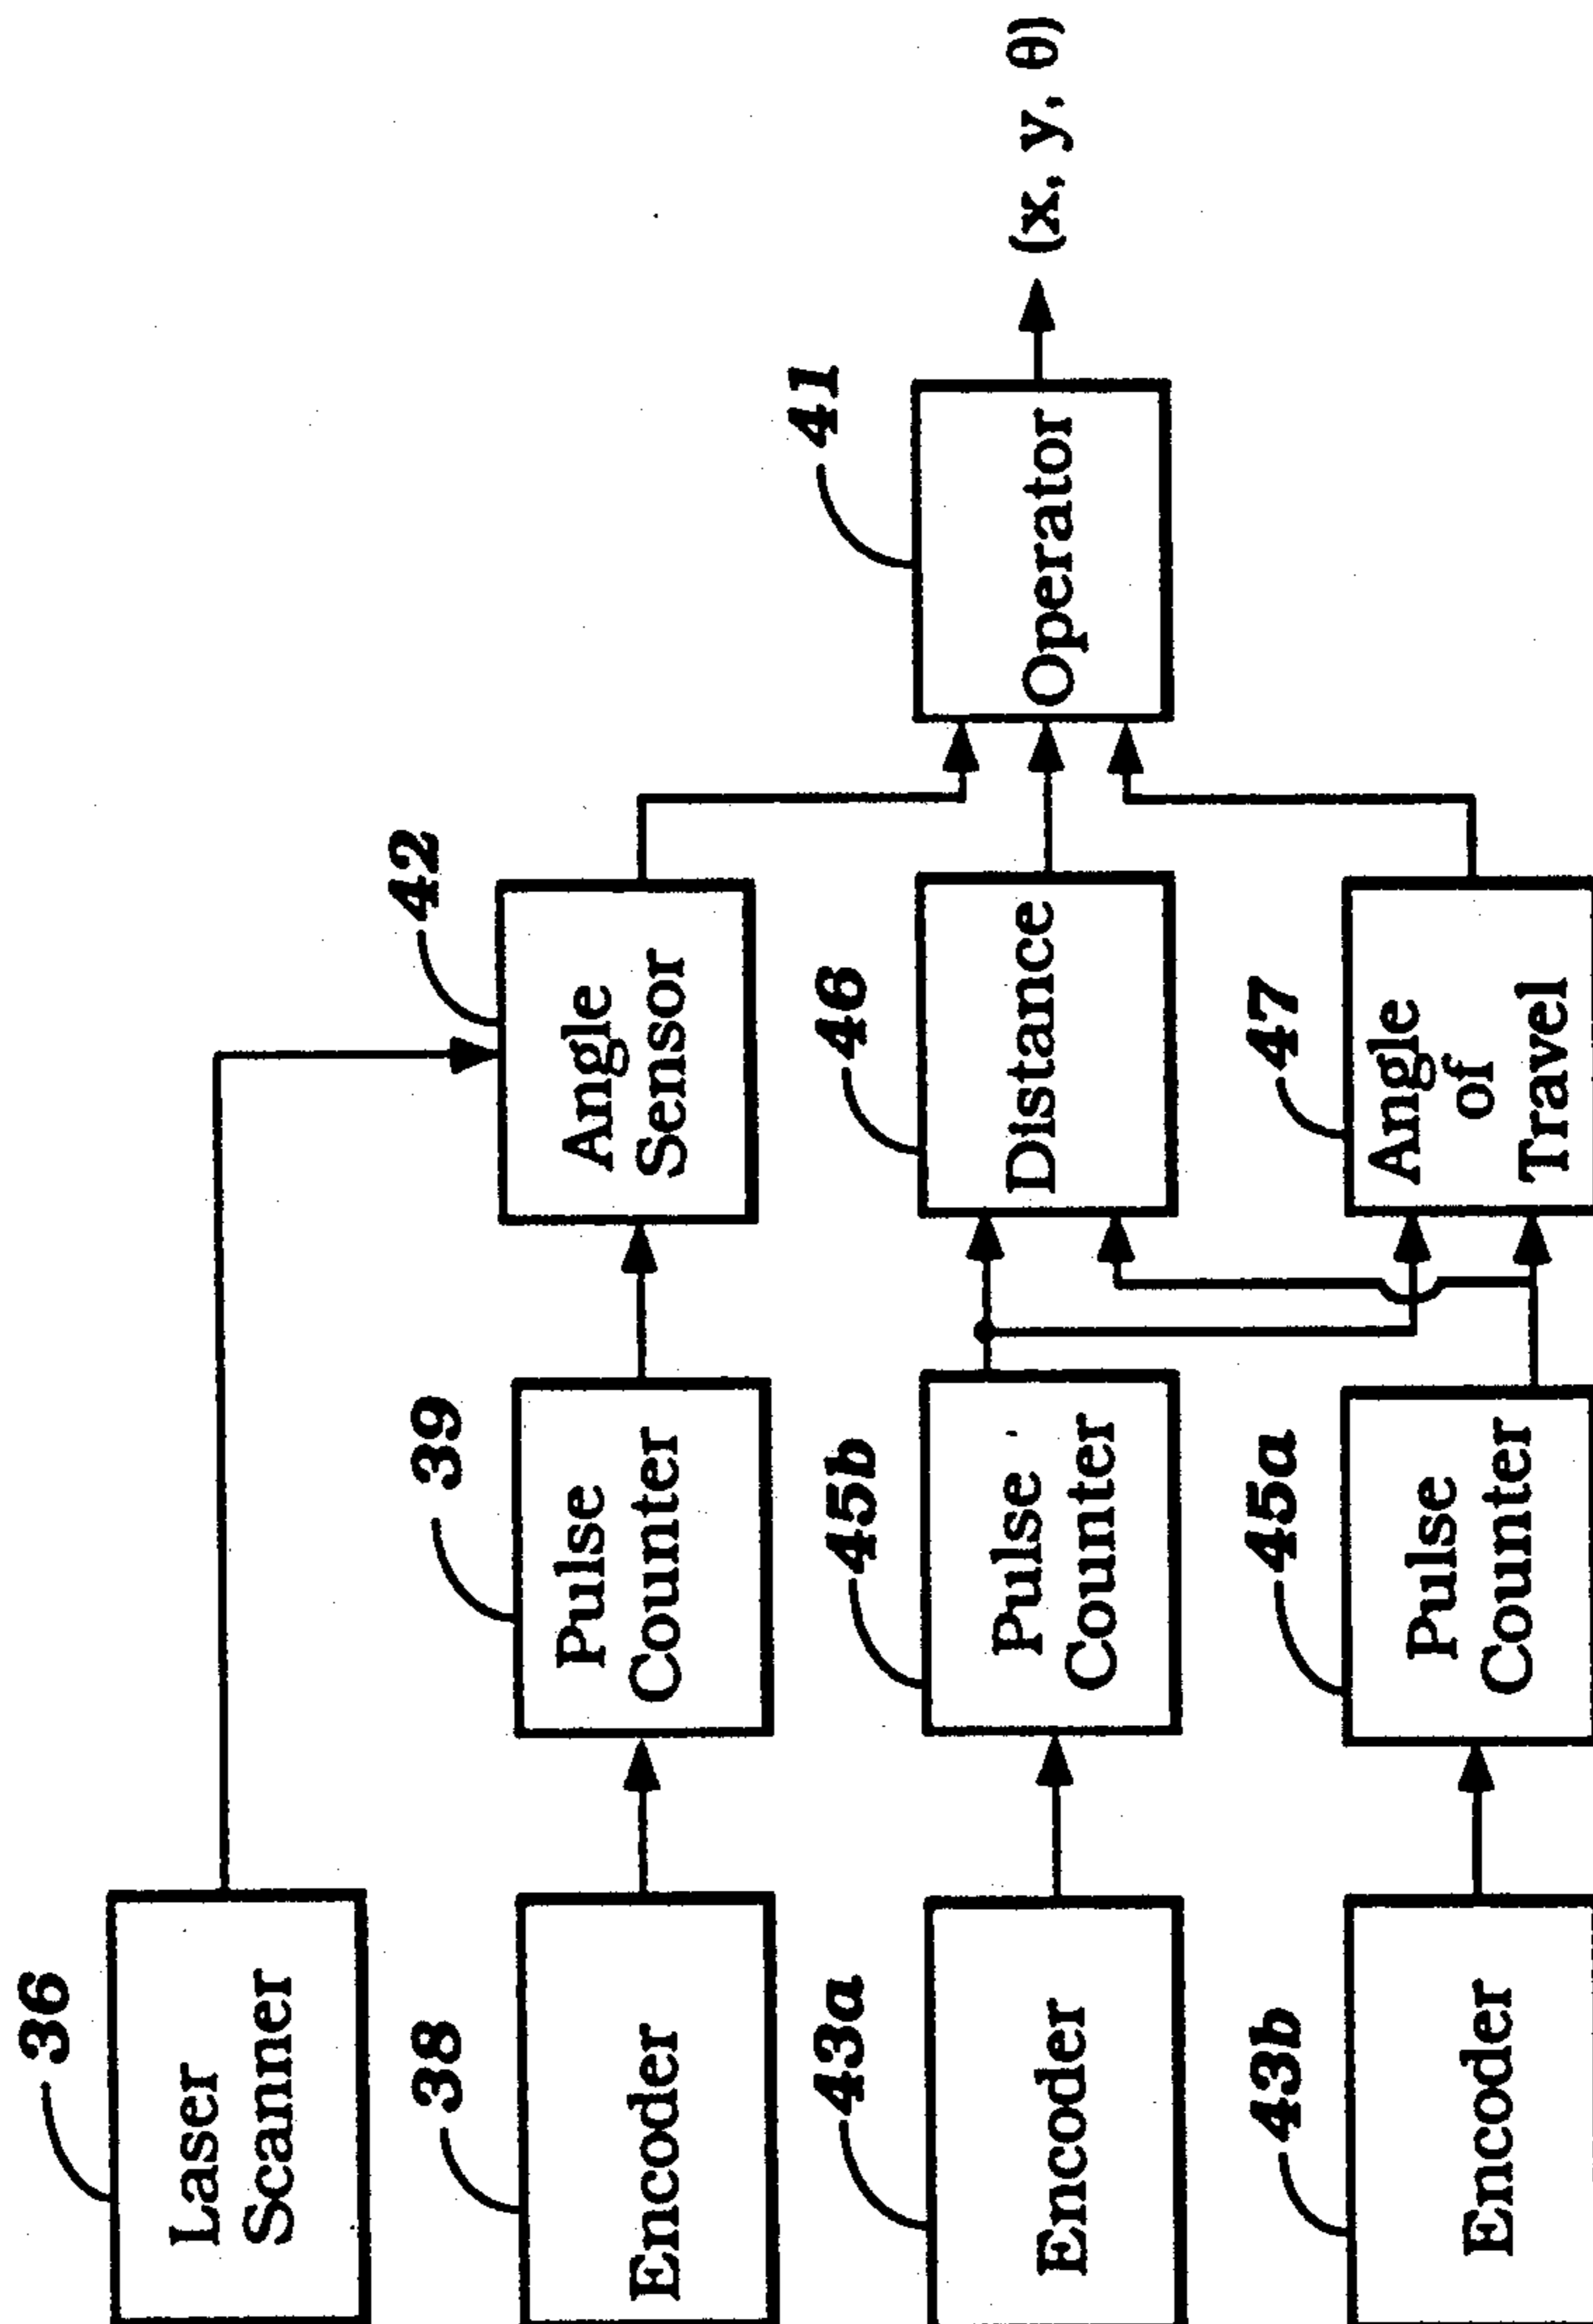 36
Laser
Scanner
38
Encoder
39
Pulse
Counter
42
Angle
Sensor
43a
Encoder
45b
Pulse
Counter
46
Distance
41
Operator
(x, y, θ)
43b
Encoder
45a
Pulse
Counter
47
Angle
of
Travel